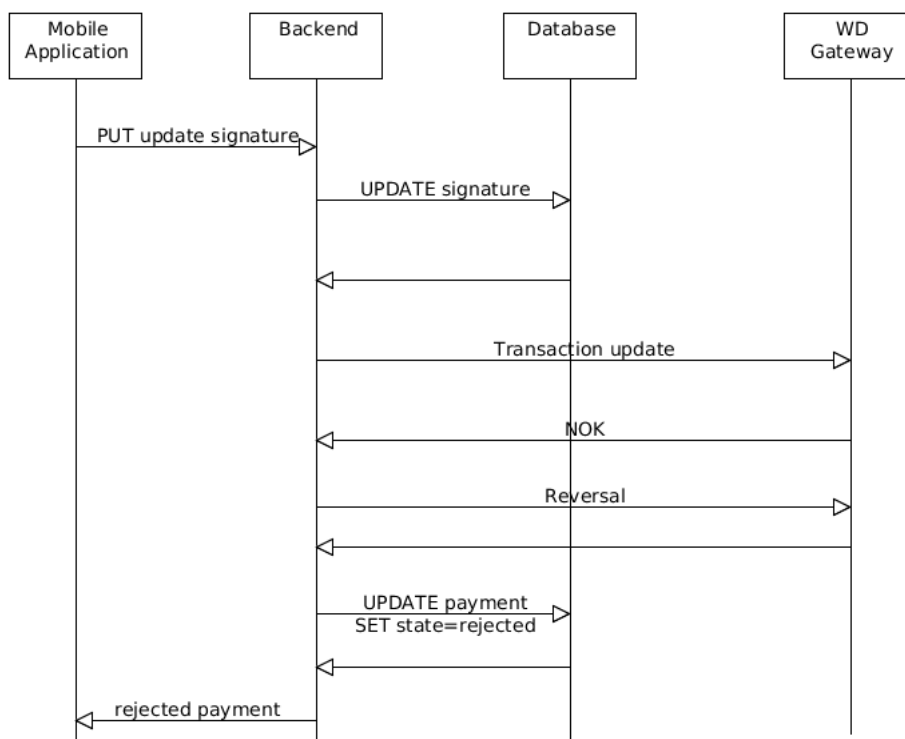 Mobile
Application
Backend
Database
WD
Gateway
PUT update signature
UPDATE signature
Transaction update
NOK
Reversal
UPDATE payment
SET state=rejected
rejected payment